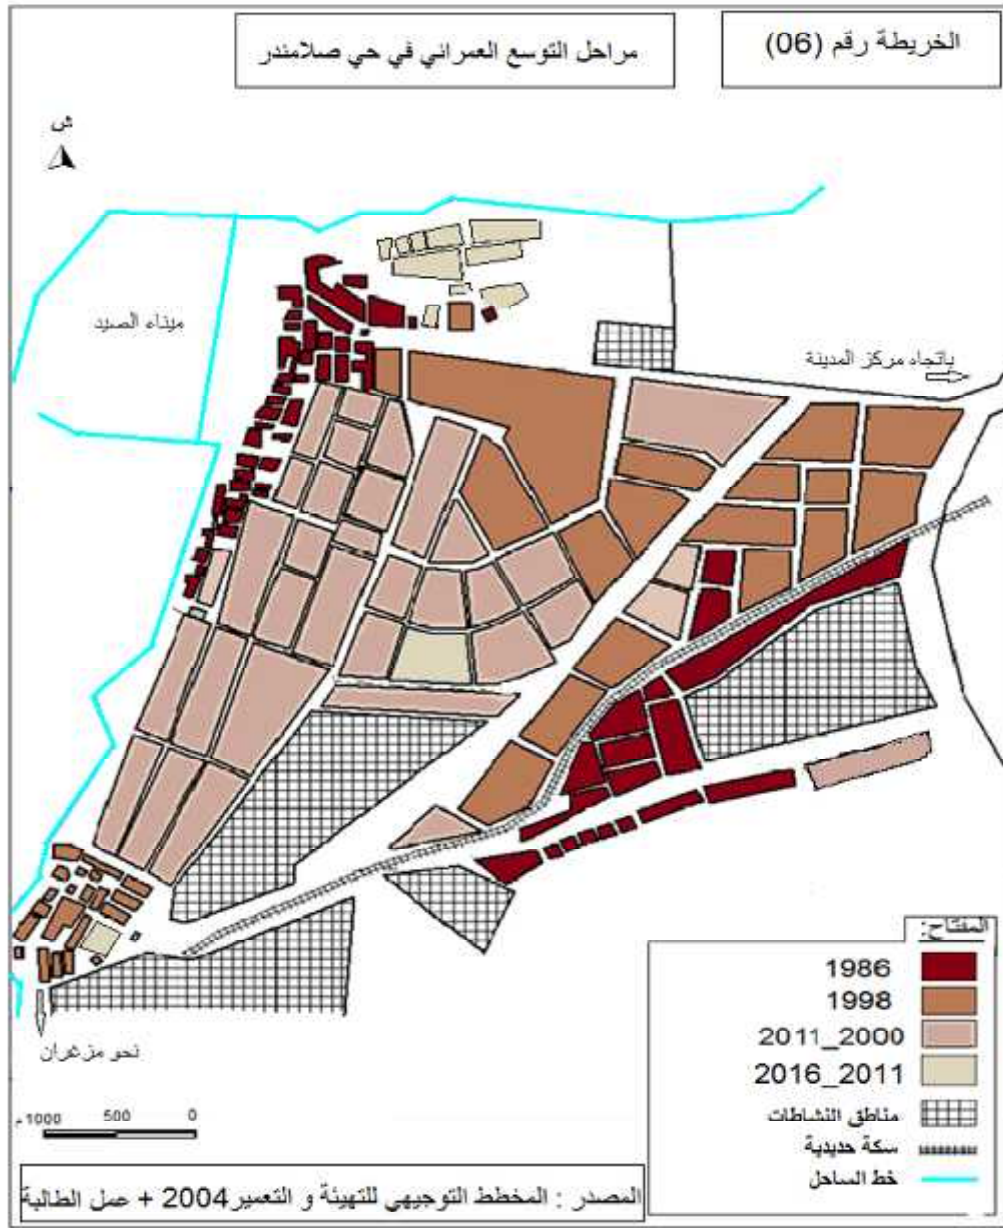 الخريطة رقم (06)
مراحل التوسع العمراني في حي صلامندر
ش
ميناء الصيد
باتجاه مركز المدينة
المفتاح:
1986
1998
2011_2000
2016_2011
مناطق النشاطات
سكة حديدية
خط الساحل
نحو مزغران
1000م 500 0
المصدر : المخطط التوجيهي للتهيئة و التعمير 2004 + عمل الطالبة